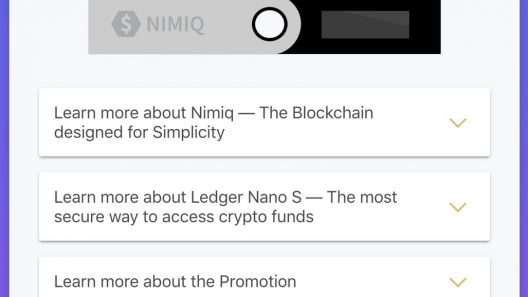 NIMIQ
Learn more about Nimiq — The Blockchain
designed for Simplicity
Learn more about Ledger Nano S — The most
secure way to access crypto funds
Learn more about the Promotion